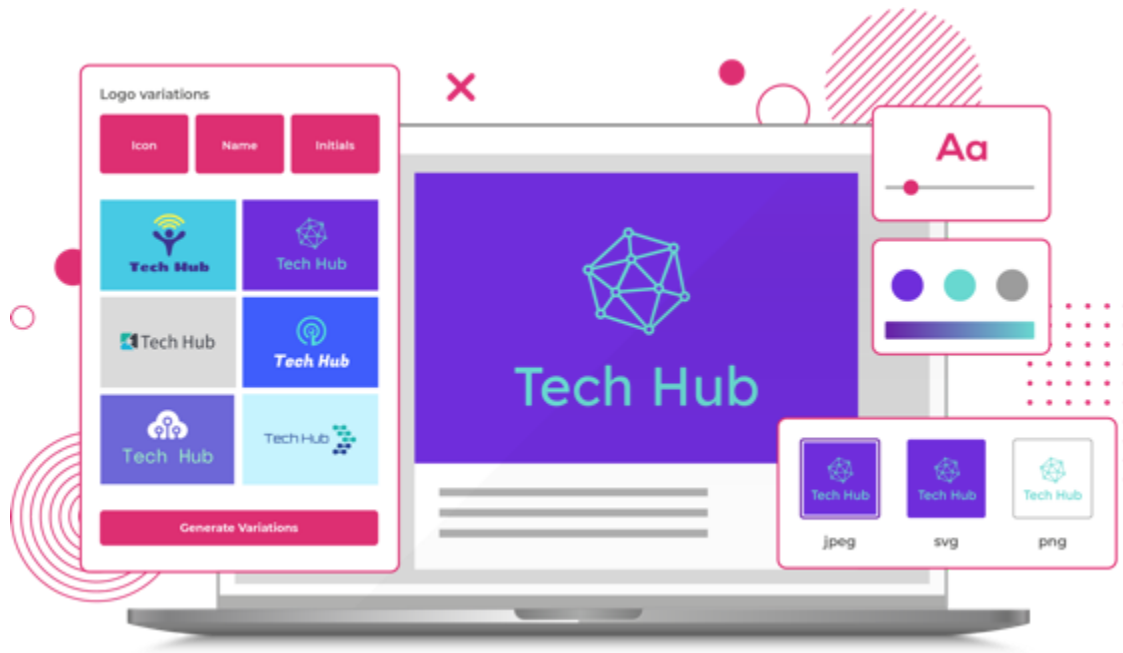 Logo variations
Icon
Name
Initials
Tech Hub
Tech Hub
Tech Hub
Tech Hub
Tech Hub
Tech Hub
Generate Variations
Tech Hub
Aa
Tech Hub
Tech Hub
Tech Hub
jpeg
svg
png